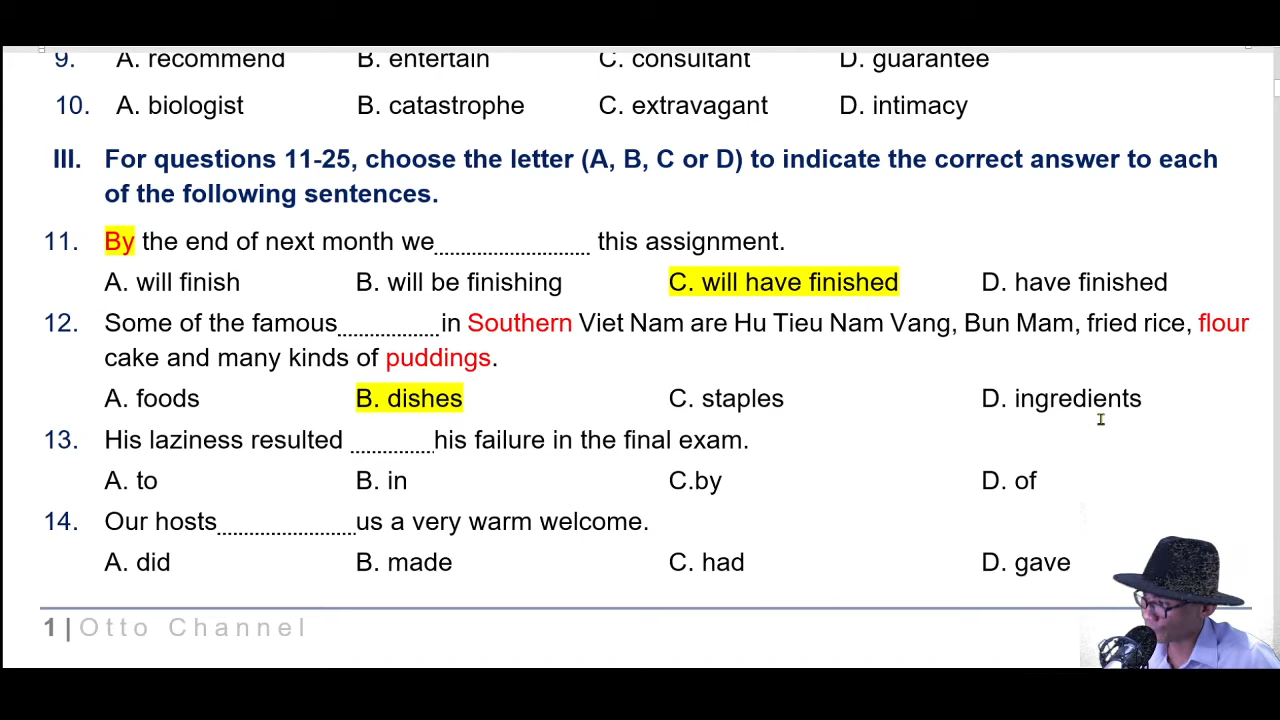 9. A. recommend B. entertain C. consultant D. guarantee
10. A. biologist B. catastrophe C. extravagant D. intimacy
III. For questions 11-25, choose the letter (A, B, C or D) to indicate the correct answer to each
of the following sentences.
11. By the end of next month we............................ this assignment.
A. will finish B. will be finishing C. will have finished D. have finished
12. Some of the famous..................in Southern Viet Nam are Hu Tieu Nam Vang, Bun Mam, fried rice, flour
cake and many kinds of puddings.
A. foods B. dishes C. staples D. ingredients
13. His laziness resulted ...............his failure in the final exam.
A. to B. in C.by D. of
14. Our hosts.........................us a very warm welcome.
A. did B. made C. had D. gave
1 | Otto Channel